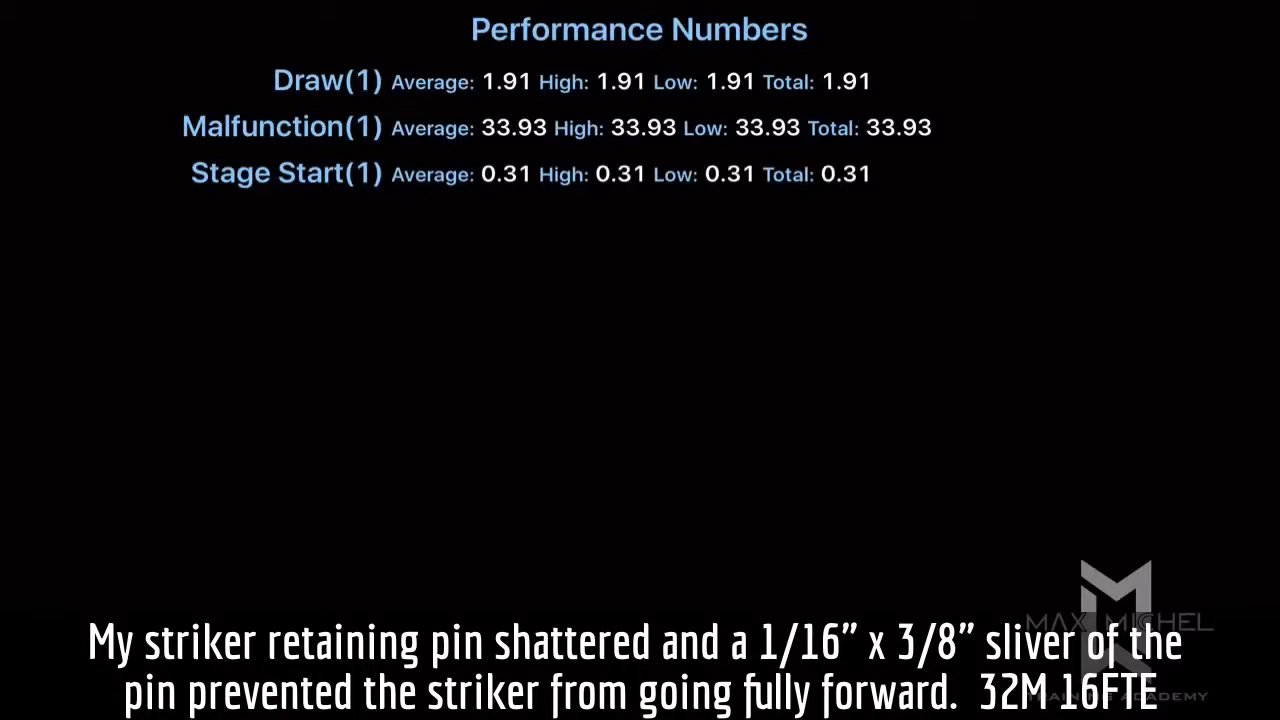 Performance Numbers
Draw(1) Average: 1.91 High: 1.91 Low: 1.91 Total: 1.91
Malfunction(1) Average: 33.93 High: 33.93 Low: 33.93 Total: 33.93
Stage Start(1) Average: 0.31 High: 0.31 Low: 0.31 Total: 0.31
MAX MICHEL
My striker retaining pin shattered and a 1/16” x 3/8” sliver of the
pin prevented the striker from going fully forward. 32M 16FTE
ACADEMY